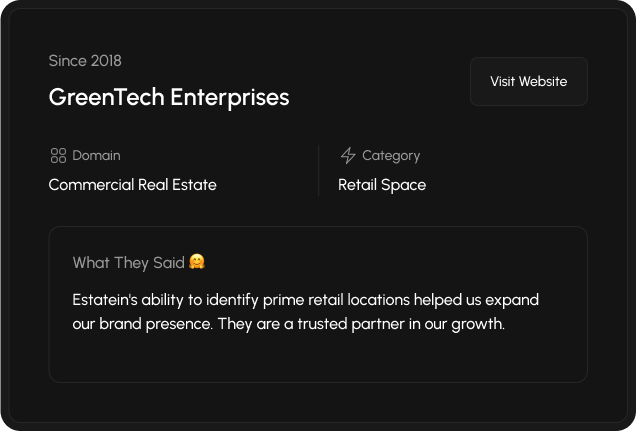 Since 2018
GreenTech Enterprises
Visit Website
Domain
Commercial Real Estate
Category
Retail Space
What They Said 🤗
Estatein's ability to identify prime retail locations helped us expand
our brand presence. They are a trusted partner in our growth.